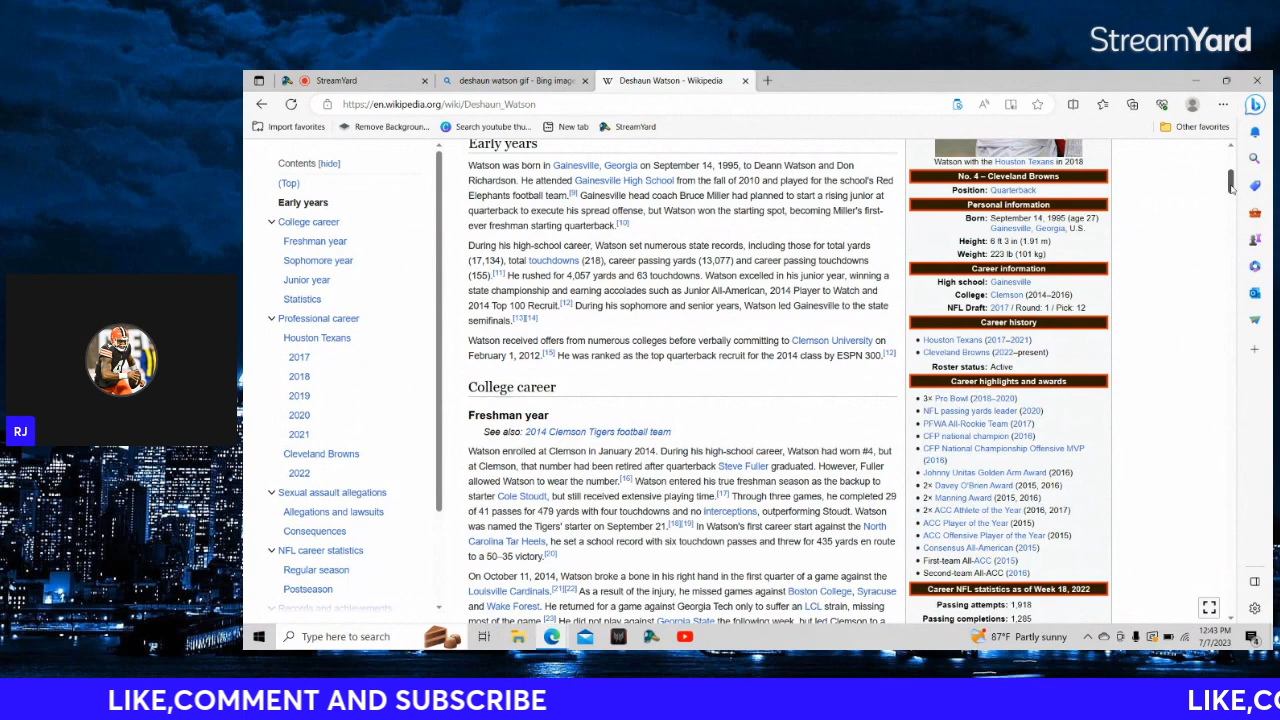 StreamYard
StreamYard
deshaun watson gif - Bing image
Deshaun Watson - Wikipedia
https://en.wikipedia.org/wiki/Deshaun_Watson
Import favorites
Remove Backgroun...
Search youtube thu...
New tab
StreamYard
Other favorites
Contents [hide]
(Top)
Early years
College career
Freshman year
Sophomore year
Junior year
Statistics
Professional career
Houston Texans
2017
2018
2019
2020
2021
Cleveland Browns
2022
Sexual assault allegations
Allegations and lawsuits
Consequences
NFL career statistics
Regular season
Postseason
Records and achievements
Early years
Watson was born in Gainesville, Georgia on September 14, 1995, to Deann Watson and Don
Richardson. He attended Gainesville High School from the fall of 2010 and played for the school's Red
Elephants football team.[9] Gainesville head coach Bruce Miller had planned to start a rising junior at
quarterback to execute his spread offense, but Watson won the starting spot, becoming Miller's first-
ever freshman starting quarterback.[10]
During his high-school career, Watson set numerous state records, including those for total yards
(17,134), total touchdowns (218), career passing yards (13,077) and career passing touchdowns
(155).[11] He rushed for 4,057 yards and 63 touchdowns. Watson excelled in his junior year, winning a
state championship and earning accolades such as Junior All-American, 2014 Player to Watch and
2014 Top 100 Recruit.[12] During his sophomore and senior years, Watson led Gainesville to the state
semifinals.[13][14]
Watson received offers from numerous colleges before verbally committing to Clemson University on
February 1, 2012.[15] He was ranked as the top quarterback recruit for the 2014 class by ESPN 300.[12]
College career
Freshman year
See also: 2014 Clemson Tigers football team
Watson enrolled at Clemson in January 2014. During his high-school career, Watson had worn #4, but
at Clemson, that number had been retired after quarterback Steve Fuller graduated. However, Fuller
allowed Watson to wear the number.[16] Watson entered his true freshman season as the backup to
starter Cole Stoudt, but still received extensive playing time.[17] Through three games, he completed 29
of 41 passes for 479 yards with four touchdowns and no interceptions, outperforming Stoudt. Watson
was named the Tigers' starter on September 21.[18][19] In Watson's first career start against the North
Carolina Tar Heels, he set a school record with six touchdown passes and threw for 435 yards en route
to a 50–35 victory.[20]
On October 11, 2014, Watson broke a bone in his right hand in the first quarter of a game against the
Louisville Cardinals.[21][22] As a result of the injury, he missed games against Boston College, Syracuse
and Wake Forest. He returned for a game against Georgia Tech only to suffer an LCL strain, missing
most of the game.[23] He did not play against Georgia State the following week, but led Clemson to a
Watson with the Houston Texans in 2018
No. 4 – Cleveland Browns
Position: Quarterback
Personal information
Born: September 14, 1995 (age 27)
Gainesville, Georgia, U.S.
Height: 6 ft 3 in (1.91 m)
Weight: 223 lb (101 kg)
Career information
High school: Gainesville
College: Clemson (2014–2016)
NFL Draft: 2017 / Round: 1 / Pick: 12
Career history
Houston Texans (2017–2021)
Cleveland Browns (2022–present)
Roster status: Active
Career highlights and awards
3× Pro Bowl (2018–2020)
NFL passing yards leader (2020)
PFWA All-Rookie Team (2017)
CFP national champion (2016)
CFP National Championship Offensive MVP
(2016)
Johnny Unitas Golden Arm Award (2016)
2× Davey O'Brien Award (2015, 2016)
2× Manning Award (2015, 2016)
2× ACC Athlete of the Year (2016, 2017)
ACC Player of the Year (2015)
ACC Offensive Player of the Year (2015)
Consensus All-American (2015)
First-team All-ACC (2015)
Second-team All-ACC (2016)
Career NFL statistics as of Week 18, 2022
Passing attempts: 1,918
Passing completions: 1,285
RJ
Type here to search
87°F Partly sunny
12:43 PM
7/7/2023
4
LIKE,COMMENT AND SUBSCRIBE
LIKE,CO